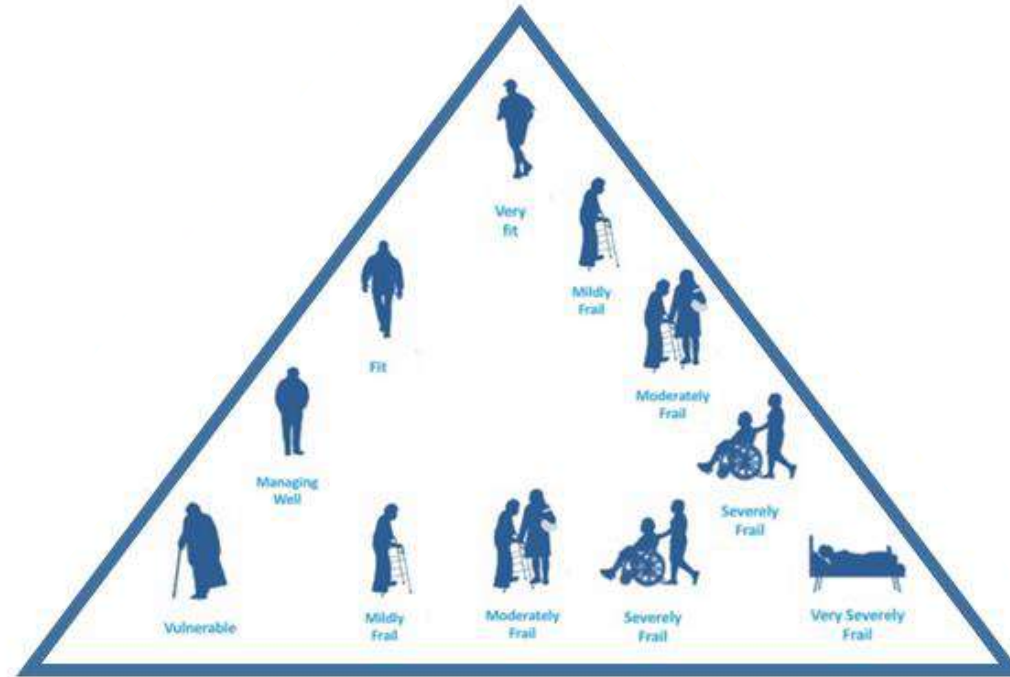 Very
fit
Mildly
Frail
Fit
Moderately
Frail
Managing
Well
Severely
Frail
Vulnerable
Mildly
Frail
Moderately
Frail
Severely
Frail
Very Severely
Frail